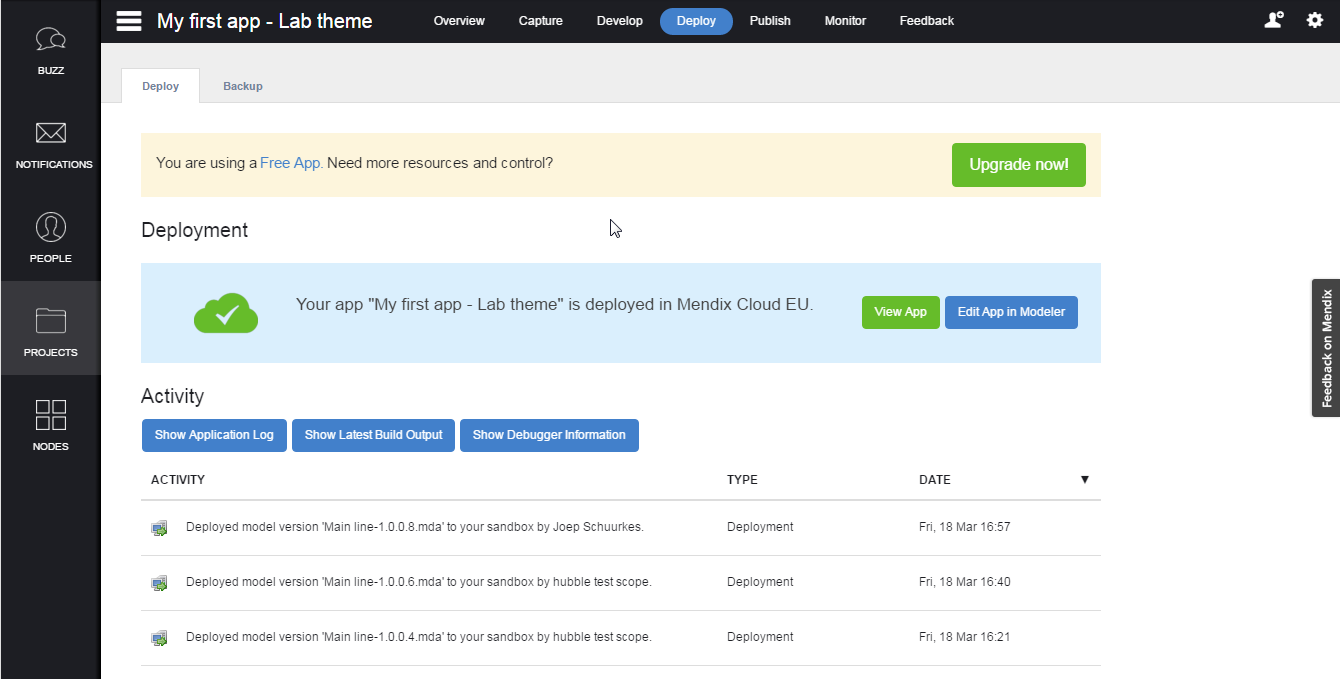 My first app - Lab theme
Overview Capture Develop Deploy Publish Monitor Feedback
BUZZ
NOTIFICATIONS
PEOPLE
PROJECTS
NODES
Deploy Backup
You are using a Free App. Need more resources and control?
Upgrade now!
Deployment
Your app "My first app - Lab theme" is deployed in Mendix Cloud EU.
View App Edit App in Modeler
Activity
Show Application Log Show Latest Build Output Show Debugger Information
ACTIVITY TYPE DATE ▼
Deployed model version 'Main line-1.0.0.8.mda' to your sandbox by Joep Schuurkes. Deployment Fri, 18 Mar 16:57
Deployed model version 'Main line-1.0.0.6.mda' to your sandbox by hubble test scope. Deployment Fri, 18 Mar 16:40
Deployed model version 'Main line-1.0.0.4.mda' to your sandbox by hubble test scope. Deployment Fri, 18 Mar 16:21
Feedback on Mendix